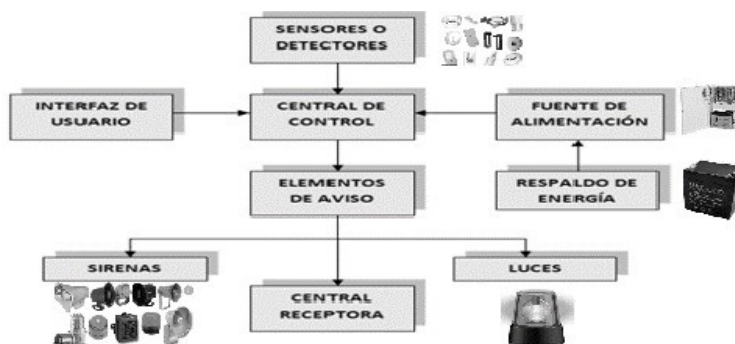 SENSORES O
DETECTORES
INTERFAZ DE
USUARIO
CENTRAL DE
CONTROL
FUENTE DE
ALIMENTACIÓN
ELEMENTOS
DE AVISO
RESPALDO DE
ENERGÍA
SIRENAS
LUCES
CENTRAL
RECEPTORA